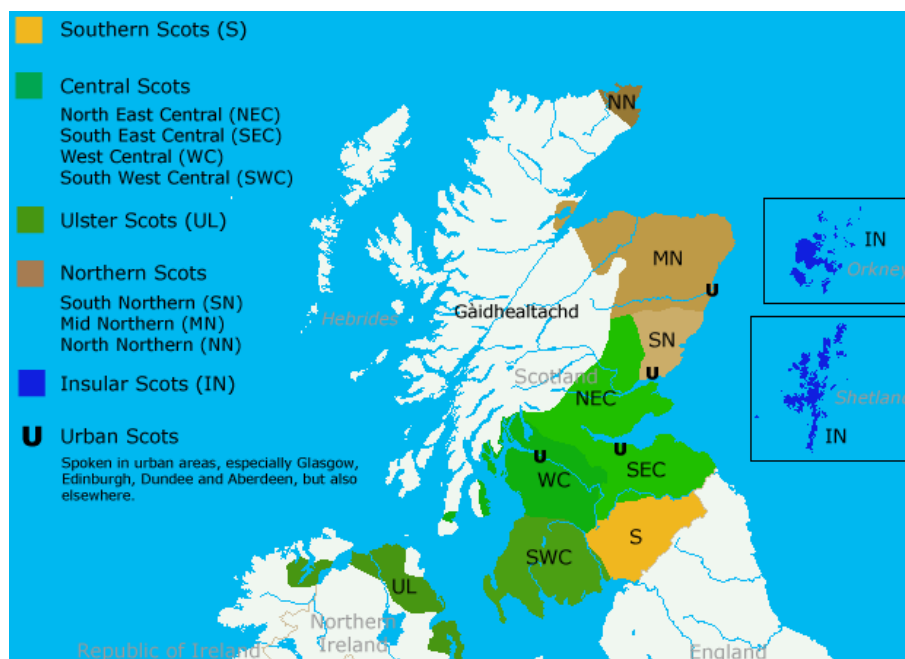 Southern Scots (S)
Central Scots
North East Central (NEC)
South East Central (SEC)
West Central (WC)
South West Central (SWC)
Ulster Scots (UL)
Northern Scots
South Northern (SN)
Mid Northern (MN)
North Northern (NN)
Insular Scots (IN)
U Urban Scots
Spoken in urban areas, especially Glasgow,
Edinburgh, Dundee and Aberdeen, but also
elsewhere.
NN
IN
Orkney
MN
U
Hebrides
Gàidhealtachd
SN
Scotland
U
NEC
Shetland
IN
U
U
SEC
WC
S
SWC
UL
Northern
Ireland
Republic of Ireland
England